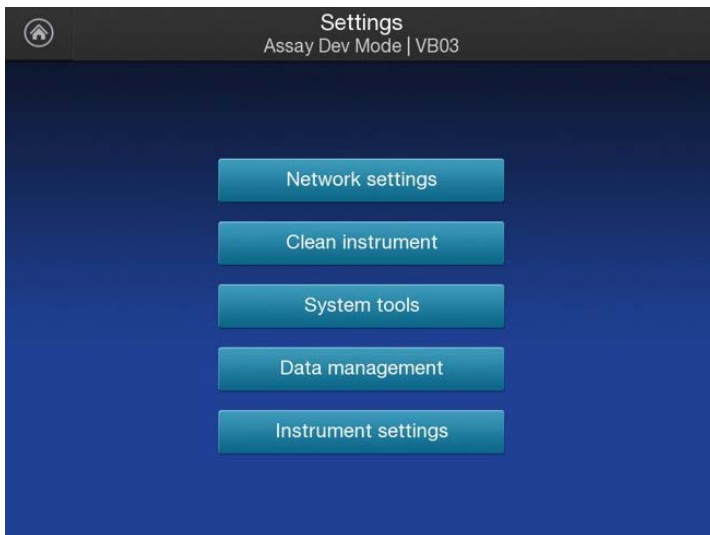 Settings
Assay Dev Mode | VB03
Network settings
Clean instrument
System tools
Data management
Instrument settings